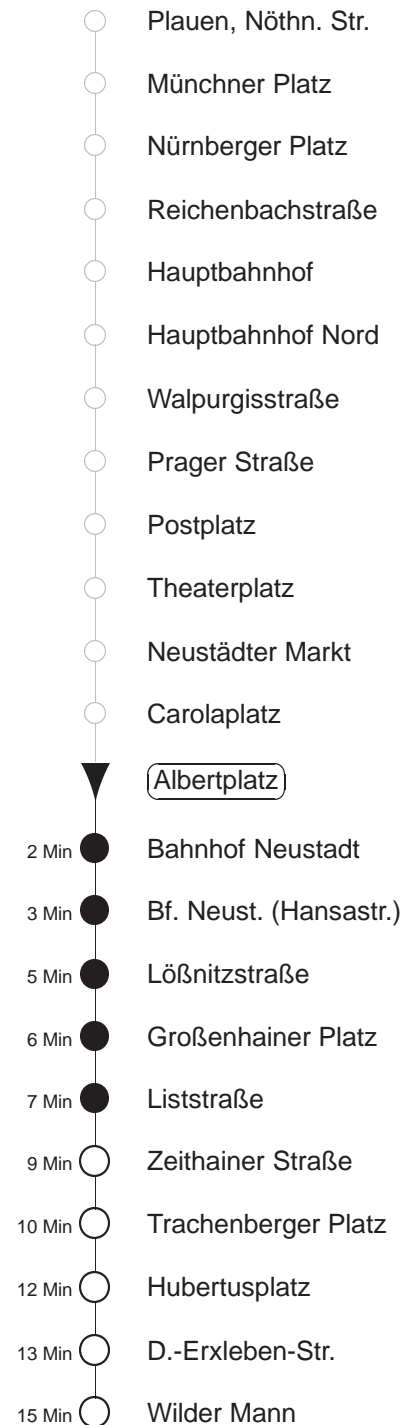 Plauen, Nöthn. Str.
Münchner Platz
Nürnberger Platz
Reichenbachstraße
Hauptbahnhof
Hauptbahnhof Nord
Walpurgisstraße
Prager Straße
Postplatz
Theaterplatz
Neustädter Markt
Carolaplatz
Albertplatz
2 Min Bahnhof Neustadt
3 Min Bf. Neust. (Hansastr.)
5 Min Lößnitzstraße
6 Min Großenhainer Platz
7 Min Liststraße
9 Min Zeithainer Straße
10 Min Trachenberger Platz
12 Min Hubertusplatz
13 Min D.-Erxleben-Str.
15 Min Wilder Mann